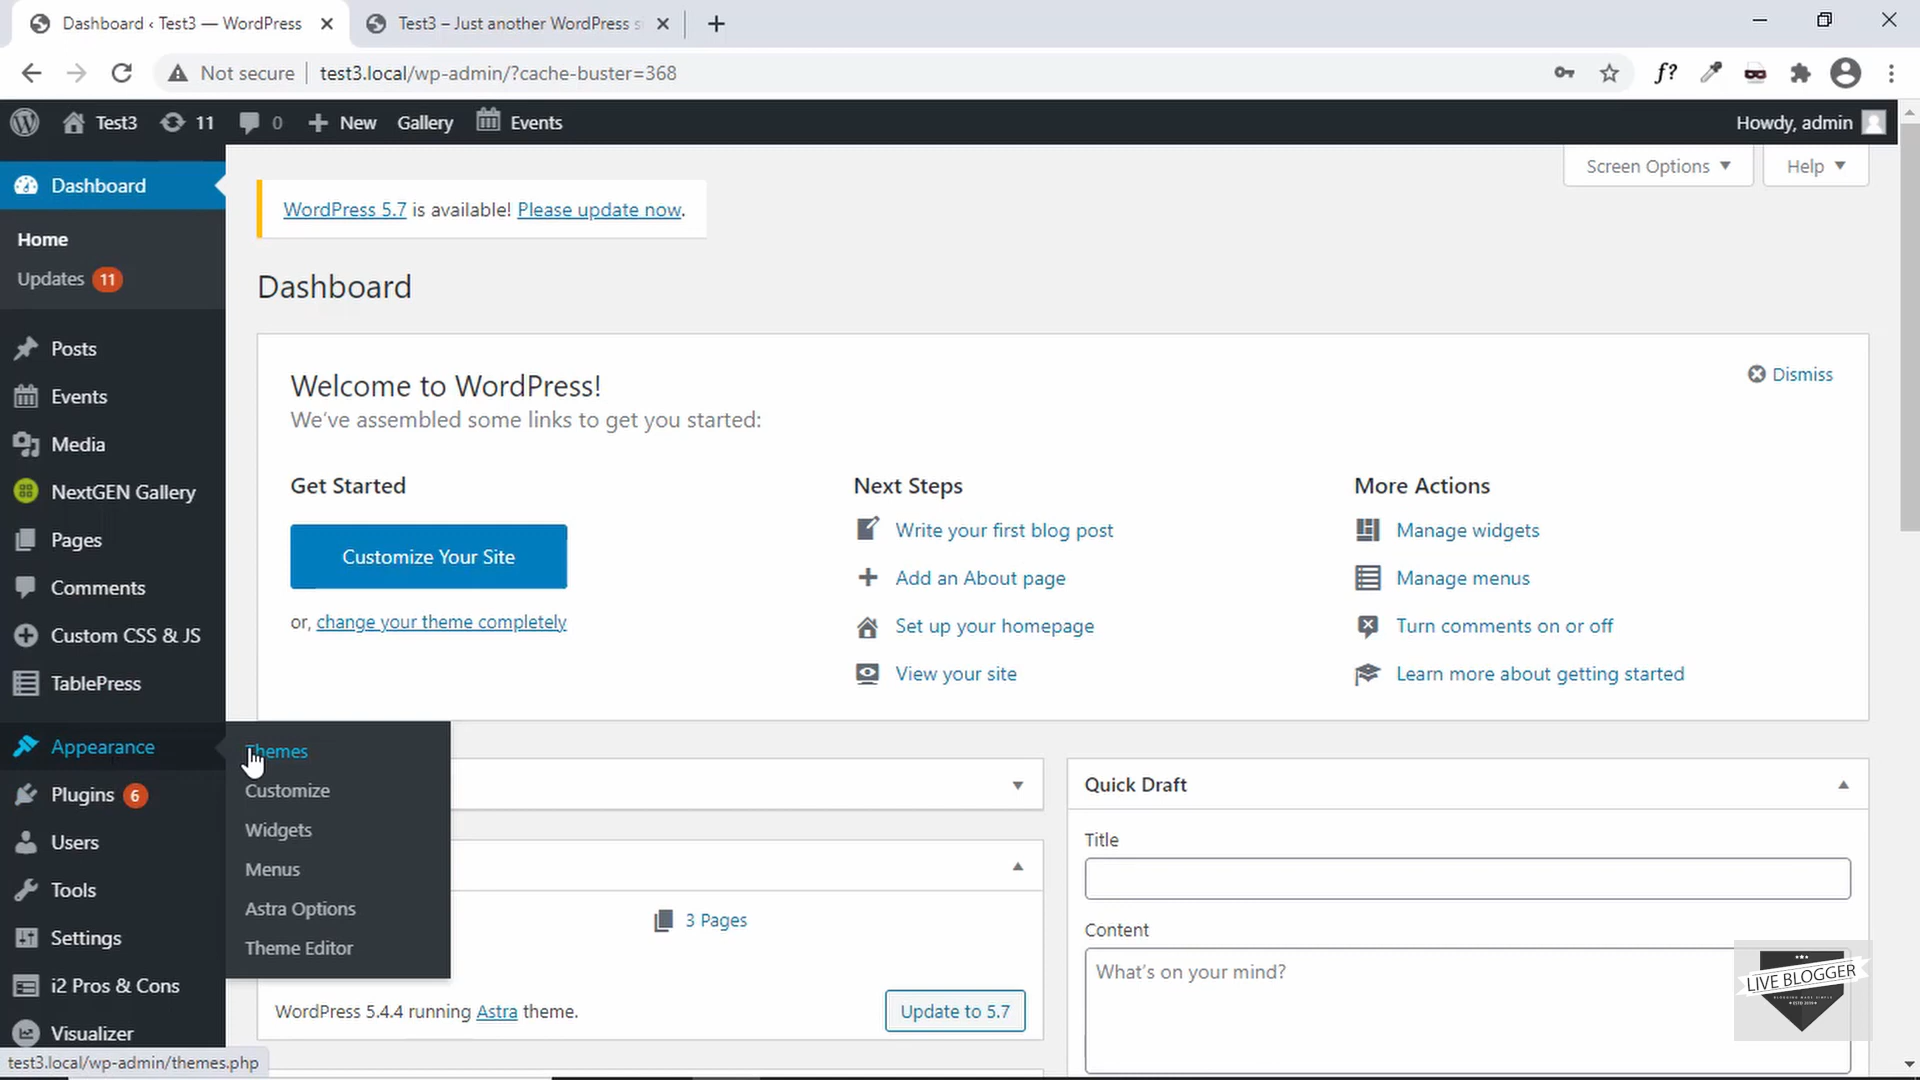 Dashboard ‹ Test3 — WordPress
Test3 – Just another WordPress s
Not secure
test3.local/wp-admin/?cache-buster=368
f?
Test3
11
0
New
Gallery
Events
Howdy, admin
Screen Options
Help
Dashboard
Home
Updates 11
Posts
Events
Media
NextGEN Gallery
Pages
Comments
Custom CSS & JS
TablePress
Appearance
Plugins 6
Users
Tools
Settings
i2 Pros & Cons
Visualizer
Themes
Customize
Widgets
Menus
Astra Options
Theme Editor
WordPress 5.7 is available! Please update now.
Dashboard
Welcome to WordPress!
We've assembled some links to get you started:
Dismiss
Get Started
Customize Your Site
or, change your theme completely
Next Steps
Write your first blog post
Add an About page
Set up your homepage
View your site
More Actions
Manage widgets
Manage menus
Turn comments on or off
Learn more about getting started
3 Pages
WordPress 5.4.4 running Astra theme.
Update to 5.7
Quick Draft
Title
Content
What's on your mind?
LIVE BLOGGER
test3.local/wp-admin/themes.php